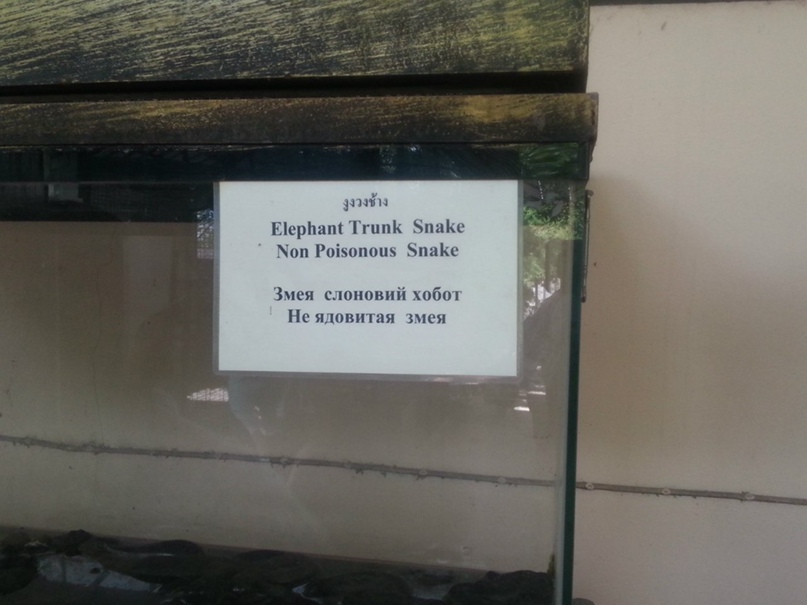 งูงวงช้าง
Elephant Trunk Snake
Non Poisonous Snake
Змея слоновий хобот
Не ядовитая змея